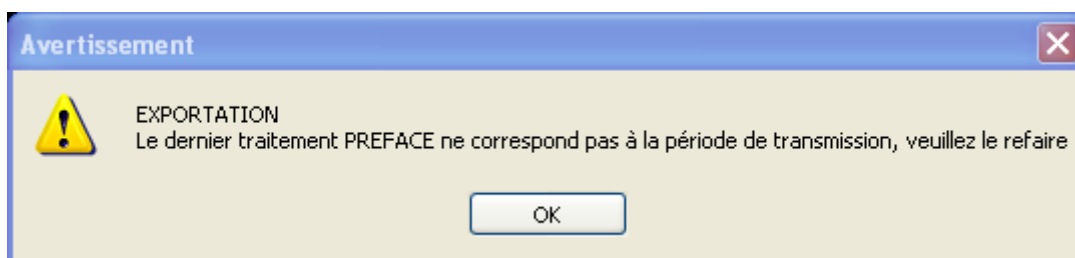 Avertissement
EXPORTATION
Le dernier traitement PREFACE ne correspond pas à la période de transmission, veuillez le refaire
OK